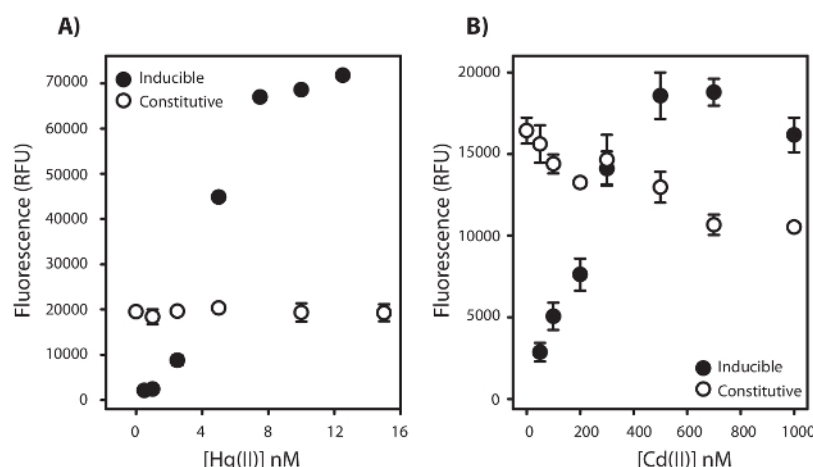 A)
B)
70000
60000
50000
40000
30000
20000
10000
0
Fluorescence (RFU)
Inducible
Constitutive
0
4
8
12
16
[Hg(II)] nM
20000
15000
10000
5000
0
Fluorescence (RFU)
Inducible
Constitutive
0
200
400
600
800
1000
[Cd(II)] nM